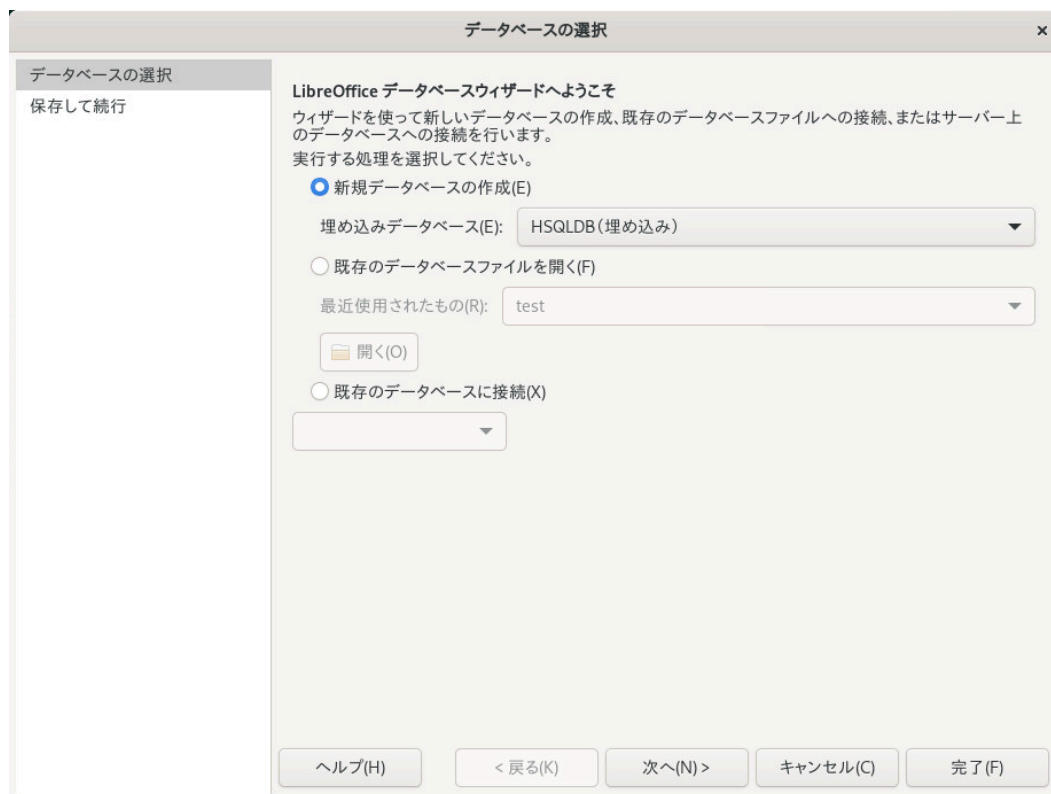 データベースの選択
データベースの選択
保存して続行
LibreOffice データベースウィザードへようこそ
ウィザードを使って新しいデータベースの作成、既存のデータベースファイルへの接続、またはサーバー上
のデータベースへの接続を行います。
実行する処理を選択してください。
新規データベースの作成(E)
埋め込みデータベース(E): HSQLDB(埋め込み)
既存のデータベースファイルを開く(F)
最近使用されたもの(R): test
開く(O)
既存のデータベースに接続(X)
ヘルプ(H) < 戻る(K) 次へ(N) > キャンセル(C) 完了(F)